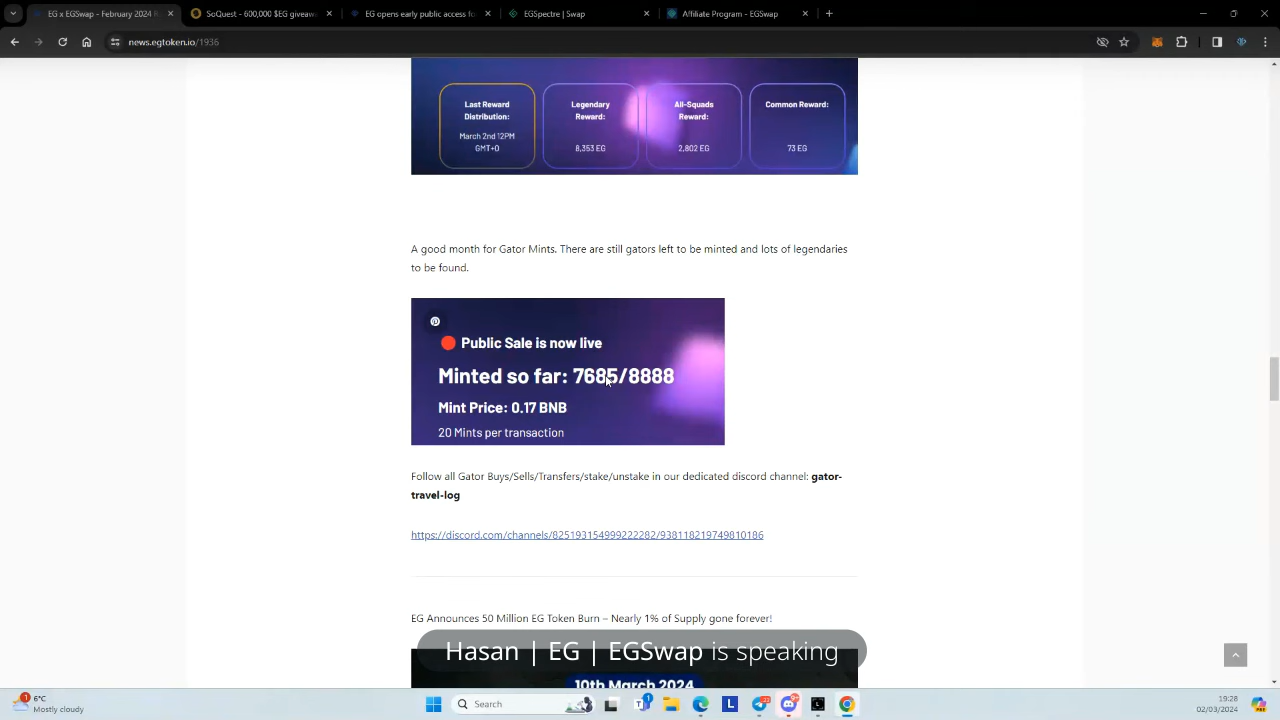 EG x EGSwap – February 2024 R
SoQuest - 600,000 $EG giveaw
EG opens early public access fo
EGSpectre | Swap
Affiliate Program - EGSwap
news.egtoken.io/1936
Last Reward
Distribution:
March 2nd 12PM
GMT+0
Legendary
Reward:
8,353 EG
All-Squads
Reward:
2,802 EG
Common Reward:
73 EG
A good month for Gator Mints. There are still gators left to be minted and lots of legendaries
to be found.
Public Sale is now live
Minted so far: 7685/8888
Mint Price: 0.17 BNB
20 Mints per transaction
Follow all Gator Buys/Sells/Transfers/stake/unstake in our dedicated discord channel: gator-
travel-log
https://discord.com/channels/825193154999222282/938118219749810186
EG Announces 50 Million EG Token Burn – Nearly 1% of Supply gone forever!
Hasan | EG | EGSwap is speaking
10th March 2024
1
6°C
Mostly cloudy
Search
1
L
9+
19:28
02/03/2024